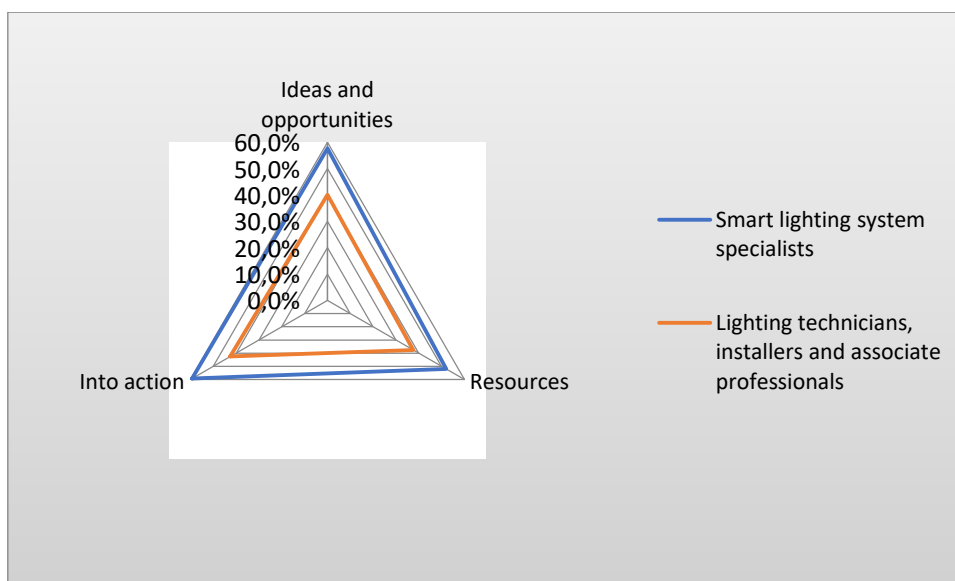 Ideas and
opportunities
60,0%
50,0%
40,0%
30,0%
20,0%
10,0%
0,0%
Into action
Resources
Smart lighting system
specialists
Lighting technicians,
installers and associate
professionals